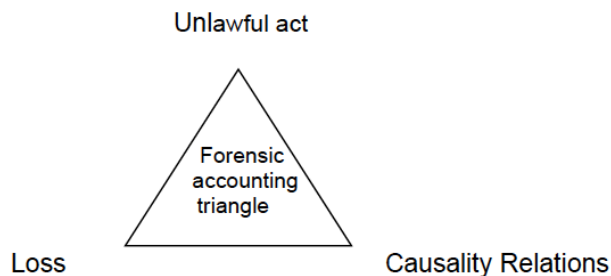 Unlawful act
Forensic
accounting
triangle
Loss
Causality Relations